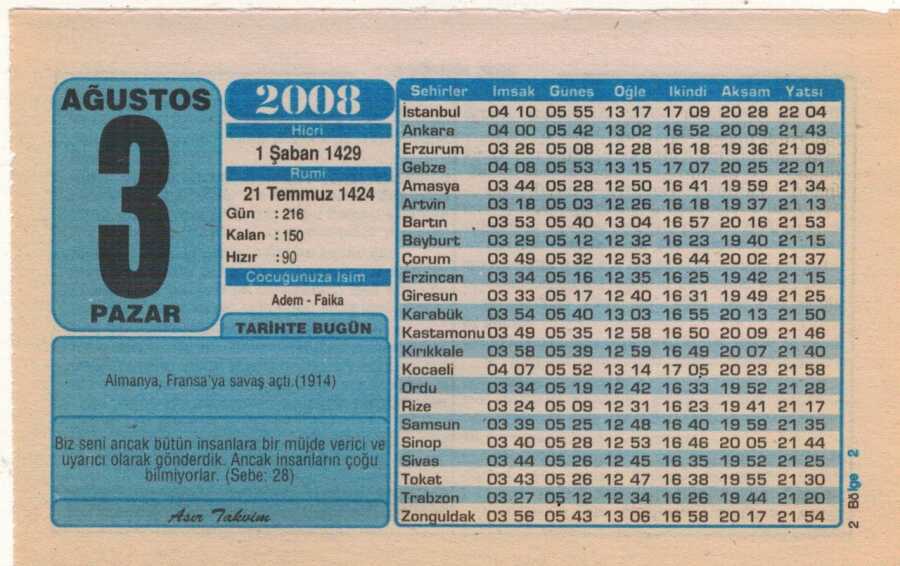 AĞUSTOS
3
PAZAR
2008
Hicri
1 Şaban 1429
Rumi
21 Temmuz 1424
Gün : 216
Kalan : 150
Hızır : 90
Çocuğunuza İsim
Adem - Faika
TARİHTE BUGÜN
Almanya, Fransa'ya savaş açtı.(1914)
Biz seni ancak bütün insanlara bir müjde verici ve
uyarıcı olarak gönderdik. Ancak insanların çoğu
bilmiyorlar. (Sebe: 28)
Asır Takvim
Şehirler İmsak Güneş Öğle İkindi Akşam Yatsı
İstanbul 04 10 05 55 13 17 17 09 20 28 22 04
Ankara 04 00 05 42 13 02 16 52 20 09 21 43
Erzurum 03 26 05 08 12 28 16 18 19 36 21 09
Gebze 04 08 05 53 13 15 17 07 20 25 22 01
Amasya 03 44 05 28 12 50 16 41 19 59 21 34
Artvin 03 18 05 03 12 26 16 18 19 37 21 13
Bartın 03 53 05 40 13 04 16 57 20 16 21 53
Bayburt 03 29 05 12 12 32 16 23 19 40 21 15
Çorum 03 49 05 32 12 53 16 44 20 02 21 37
Erzincan 03 34 05 16 12 35 16 25 19 42 21 15
Giresun 03 33 05 17 12 40 16 31 19 49 21 25
Karabük 03 54 05 40 13 03 16 55 20 13 21 50
Kastamonu 03 49 05 35 12 58 16 50 20 09 21 46
Kırıkkale 03 58 05 39 12 59 16 49 20 07 21 40
Kocaeli 04 07 05 52 13 14 17 05 20 23 21 58
Ordu 03 34 05 19 12 42 16 33 19 52 21 28
Rize 03 24 05 09 12 31 16 23 19 41 21 17
Samsun 03 39 05 25 12 48 16 40 19 59 21 35
Sinop 03 40 05 28 12 53 16 46 20 05 21 44
Sivas 03 44 05 26 12 45 16 35 19 52 21 25
Tokat 03 43 05 26 12 47 16 38 19 55 21 30
Trabzon 03 27 05 12 12 34 16 26 19 44 21 20
Zonguldak 03 56 05 43 13 06 16 58 20 17 21 54
2 Bölge 2